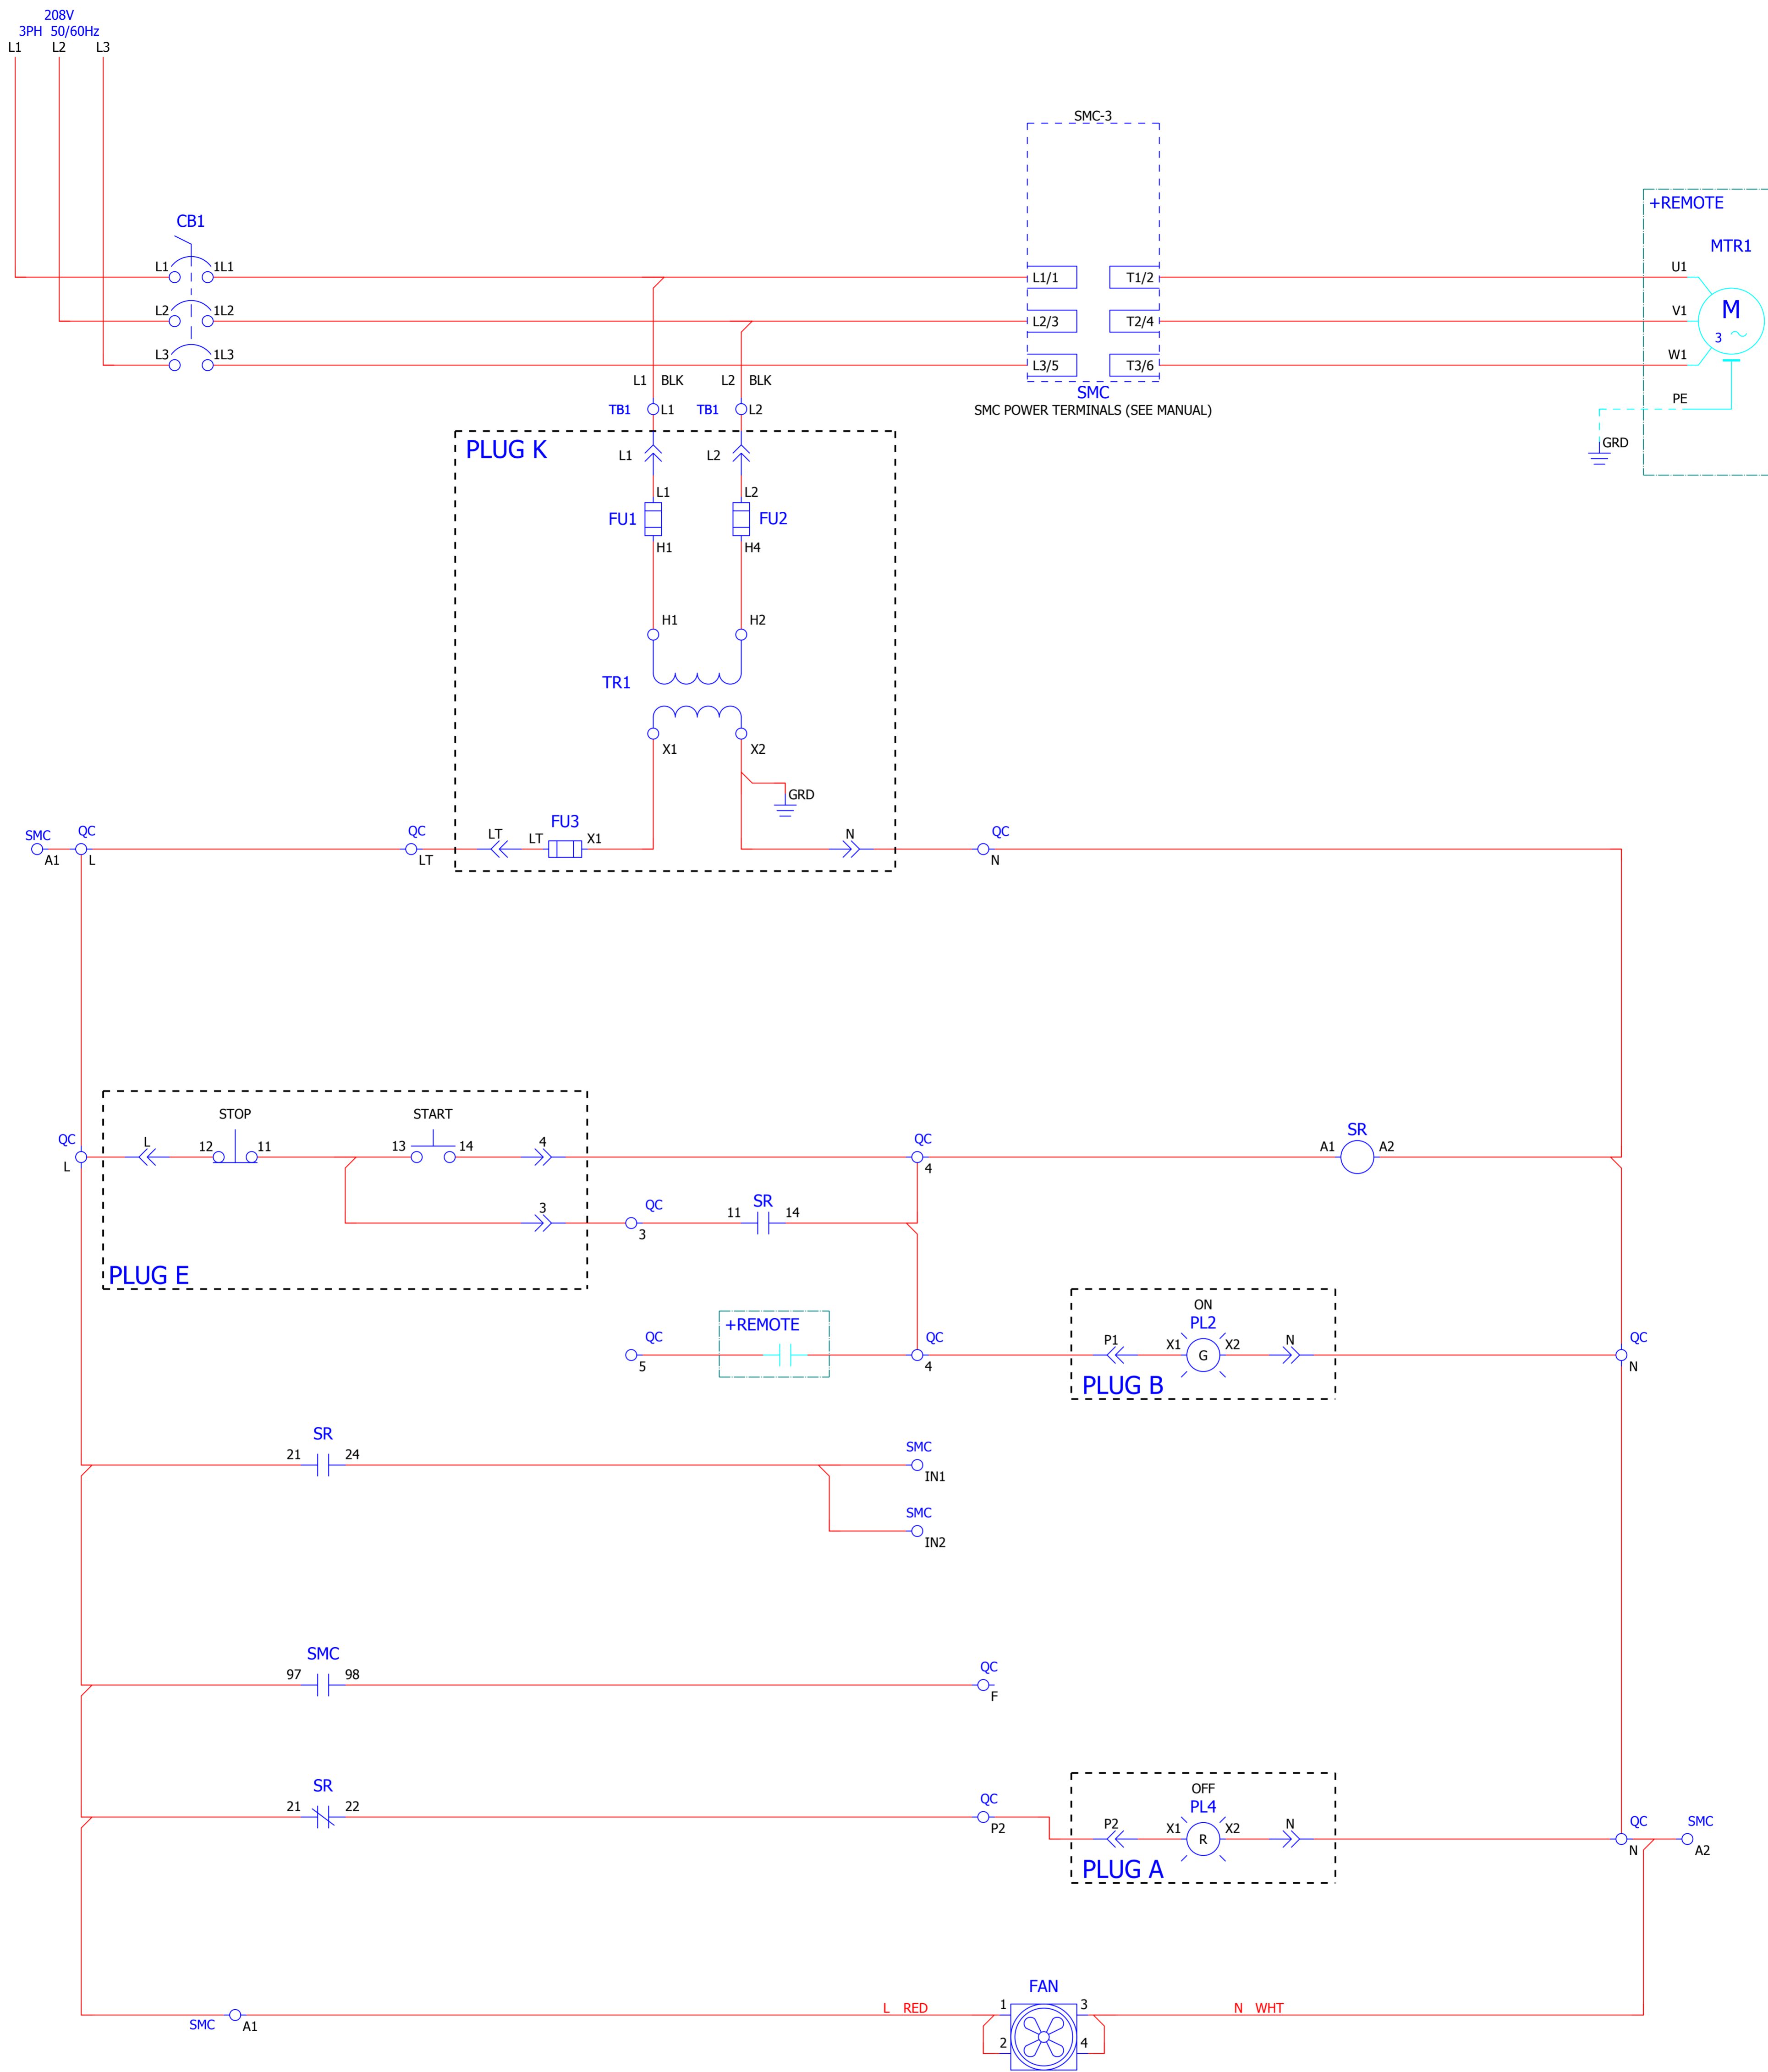 208V
3PH 50/60Hz
L1 L2 L3
SMC-3
+REMOTE
CB1
MTR1
L1 1L1 L1/1 T1/2 U1
L2 1L2 L2/3 T2/4 V1
M
3
L3 1L3 L3/5 T3/6 W1
L1 BLK L2 BLK
SMC
PE
TB1 L1 TB1 L2
SMC POWER TERMINALS (SEE MANUAL)
GRD
PLUG K
L1 L2
L1 L2
FU1 FU2
H1 H4
H1 H2
TR1
X1 X2
GRD
FU3
SMC QC QC LT LT X1 N QC
A1 L LT N
STOP START
QC L 12 11 13 14 4 QC A1 SR A2
L 4
3 QC 11 SR 14
3
PLUG E
ON
+REMOTE PL2
QC QC P1 X1 G X2 N QC
5 4 N
PLUG B
SR
21 24 SMC
IN1
SMC
IN2
SMC
97 98 QC
F
SR OFF
21 22 QC PL4
P2 P2 X1 R X2 N QC SMC
N A2
PLUG A
FAN
L RED 1 3 N WHT
SMC A1
2 4